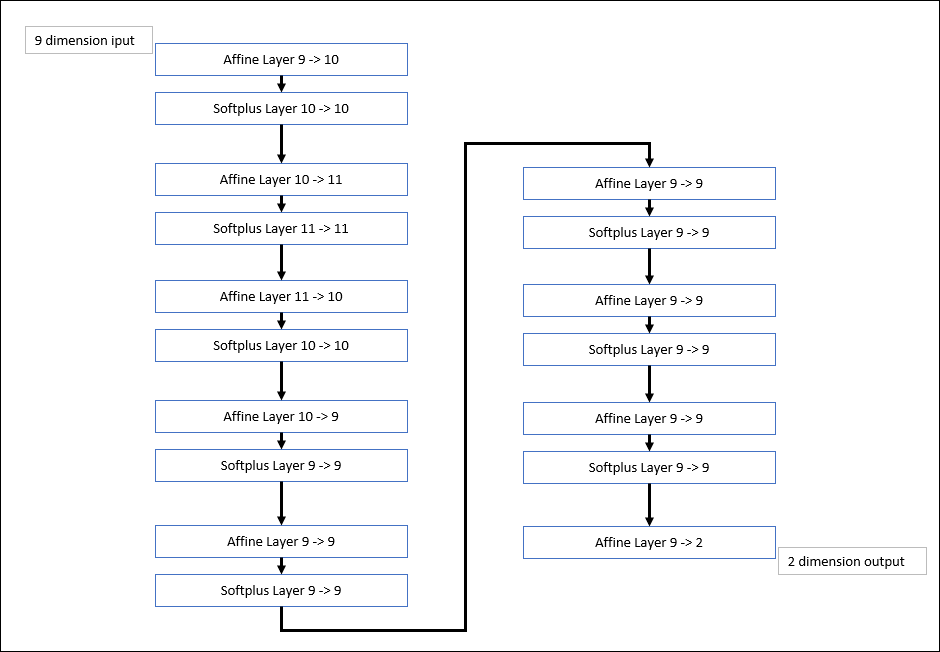 9 dimension iput
Affine Layer 9 -> 10
Softplus Layer 10 -> 10
Affine Layer 10 -> 11
Softplus Layer 11 -> 11
Affine Layer 11 -> 10
Softplus Layer 10 -> 10
Affine Layer 10 -> 9
Softplus Layer 9 -> 9
Affine Layer 9 -> 9
Softplus Layer 9 -> 9
Affine Layer 9 -> 9
Softplus Layer 9 -> 9
Affine Layer 9 -> 9
Softplus Layer 9 -> 9
Affine Layer 9 -> 9
Softplus Layer 9 -> 9
Affine Layer 9 -> 2
2 dimension output